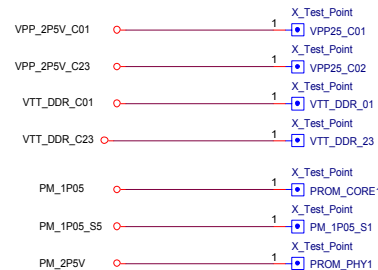 X_Test_Point
VPP_2P5V_C01 1 VPP25_C01
X_Test_Point
VPP_2P5V_C23 1 VPP25_C02
X_Test_Point
VTT_DDR_C01 1 VTT_DDR_01
X_Test_Point
VTT_DDR_C23 1 VTT_DDR_23
X_Test_Point
PM_1P05 1 PROM_CORE1
X_Test_Point
PM_1P05_S5 1 PM_1P05_S1
X_Test_Point
PM_2P5V 1 PROM_PHY1